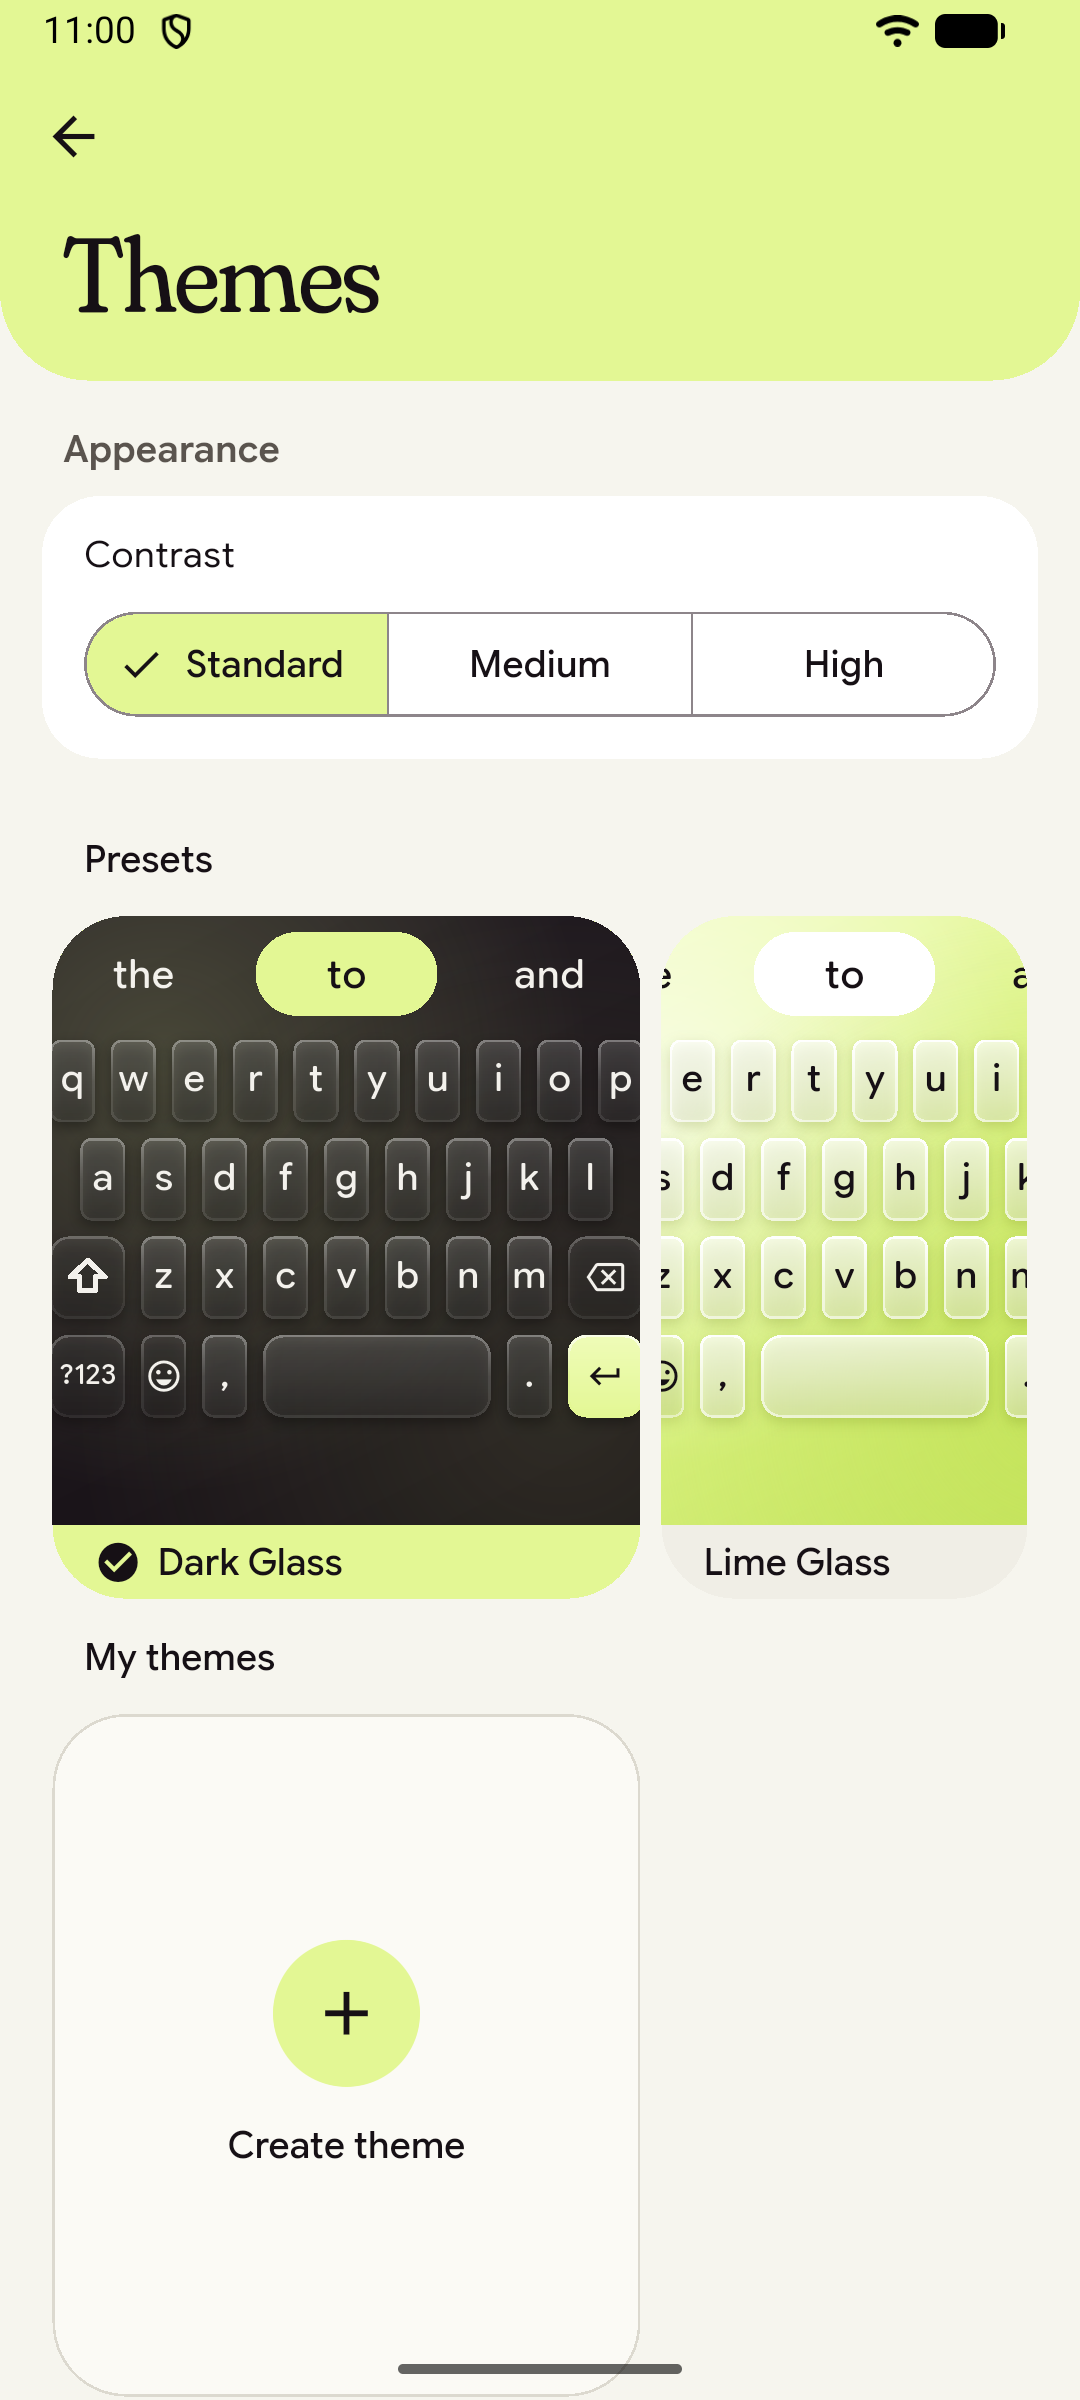 11:00
Themes
Appearance
Contrast
Standard Medium High
Presets
the to and
q w e r t y u i o p
a s d f g h j k l
z x c v b n m
?123 , .
Dark Glass
e to a
e r t y u i
s d f g h j k
z x c v b n m
, .
Lime Glass
My themes
Create theme